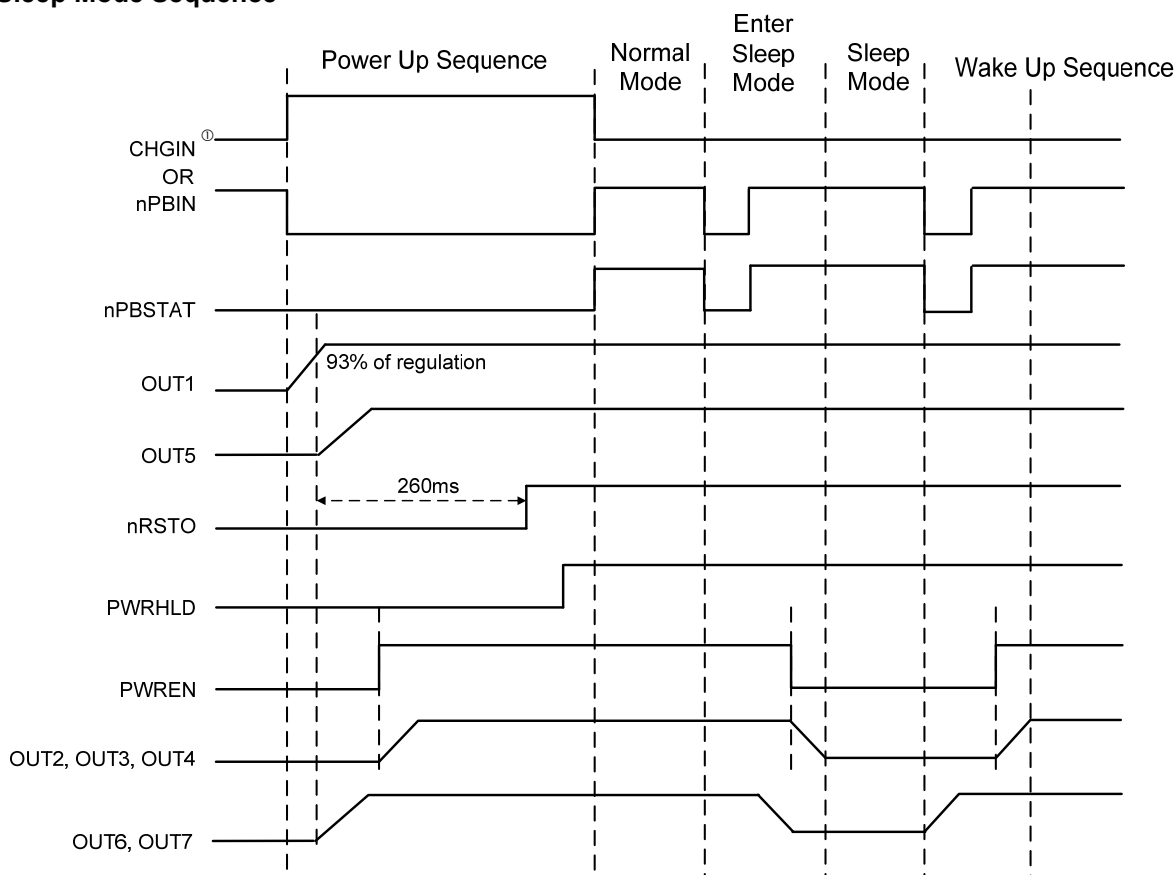 Sleep Mode Sequence
Power Up Sequence
Normal
Mode
Enter
Sleep
Mode
Sleep
Mode
Wake Up Sequence
CHGIN ①
OR
nPBIN
nPBSTAT
93% of regulation
OUT1
OUT5
260ms
nRSTO
PWRHLD
PWREN
OUT2, OUT3, OUT4
OUT6, OUT7